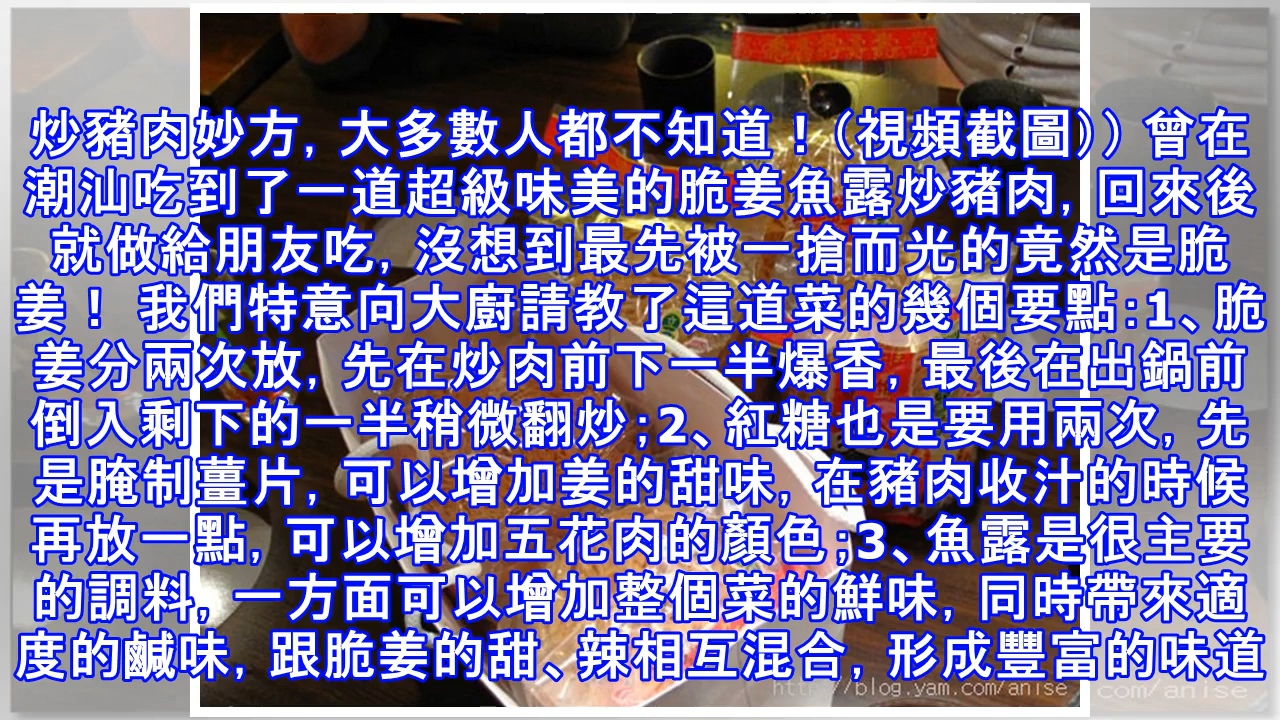 炒豬肉妙方, 大多數人都不知道！(視頻截圖)) 曾在
潮汕吃到了一道超級味美的脆姜魚露炒豬肉, 回來後
就做給朋友吃, 沒想到最先被一搶而光的竟然是脆
姜！ 我們特意向大廚請教了這道菜的幾個要點:1、脆
姜分兩次放, 先在炒肉前下一半爆香, 最後在出鍋前
倒入剩下的一半稍微翻炒;2、紅糖也是要用兩次, 先
是腌制薑片, 可以增加姜的甜味, 在豬肉收汁的時候
再放一點, 可以增加五花肉的顏色;3、魚露是很主要
的調料, 一方面可以增加整個菜的鮮味, 同時帶來適
度的鹹味, 跟脆姜的甜、辣相互混合, 形成豐富的味道
http://blog.yam.com/anise
com/anise